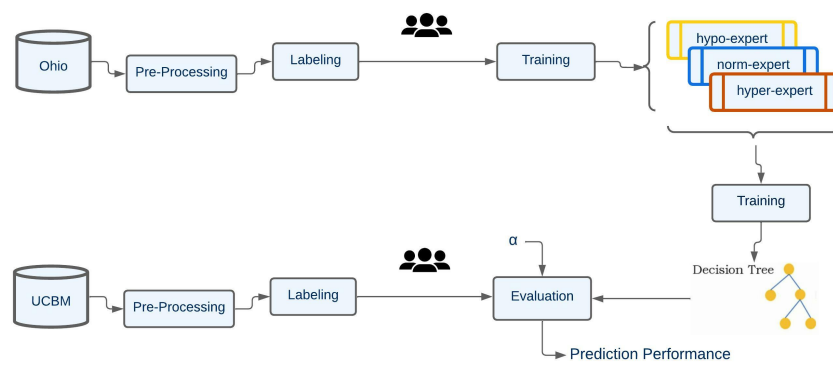 Ohio
Pre-Processing
Labeling
Training
hypo-expert
norm-expert
hyper-expert
Training
α
Decision Tree
UCBM
Pre-Processing
Labeling
Evaluation
Prediction Performance